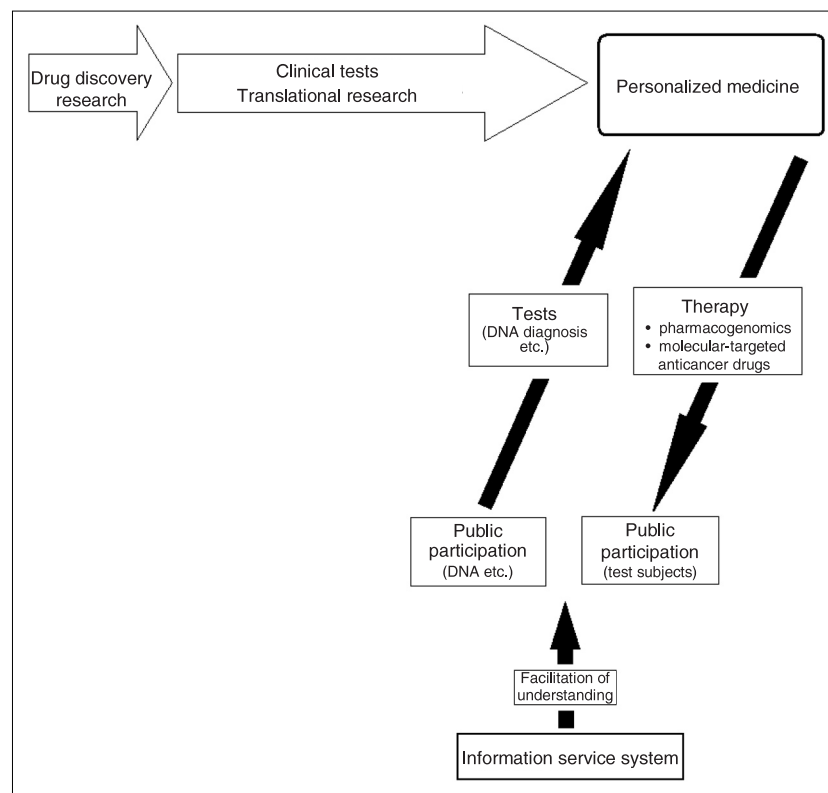 Drug discovery
research
Clinical tests
Translational research
Personalized medicine
Tests
(DNA diagnosis
etc.)
Therapy
• pharmacogenomics
• molecular-targeted
anticancer drugs
Public
participation
(DNA etc.)
Public
participation
(test subjects)
Facilitation of
understanding
Information service system